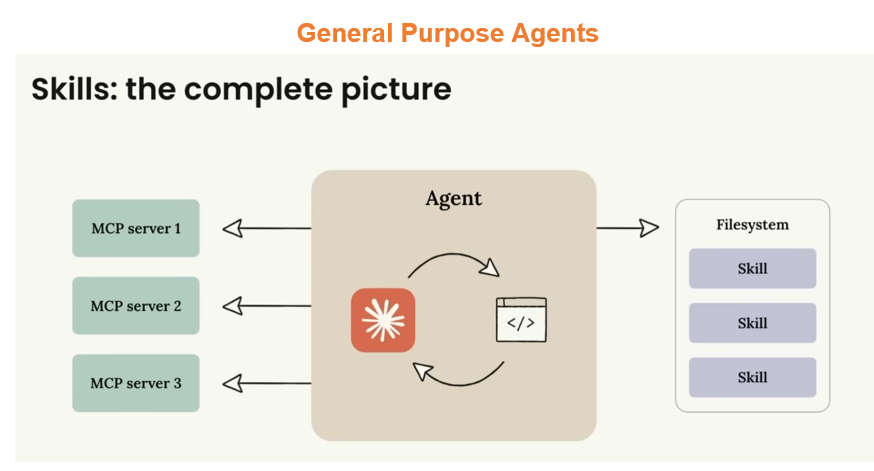 General Purpose Agents
Skills: the complete picture
Agent
MCP server 1
MCP server 2
MCP server 3
</>
Filesystem
Skill
Skill
Skill